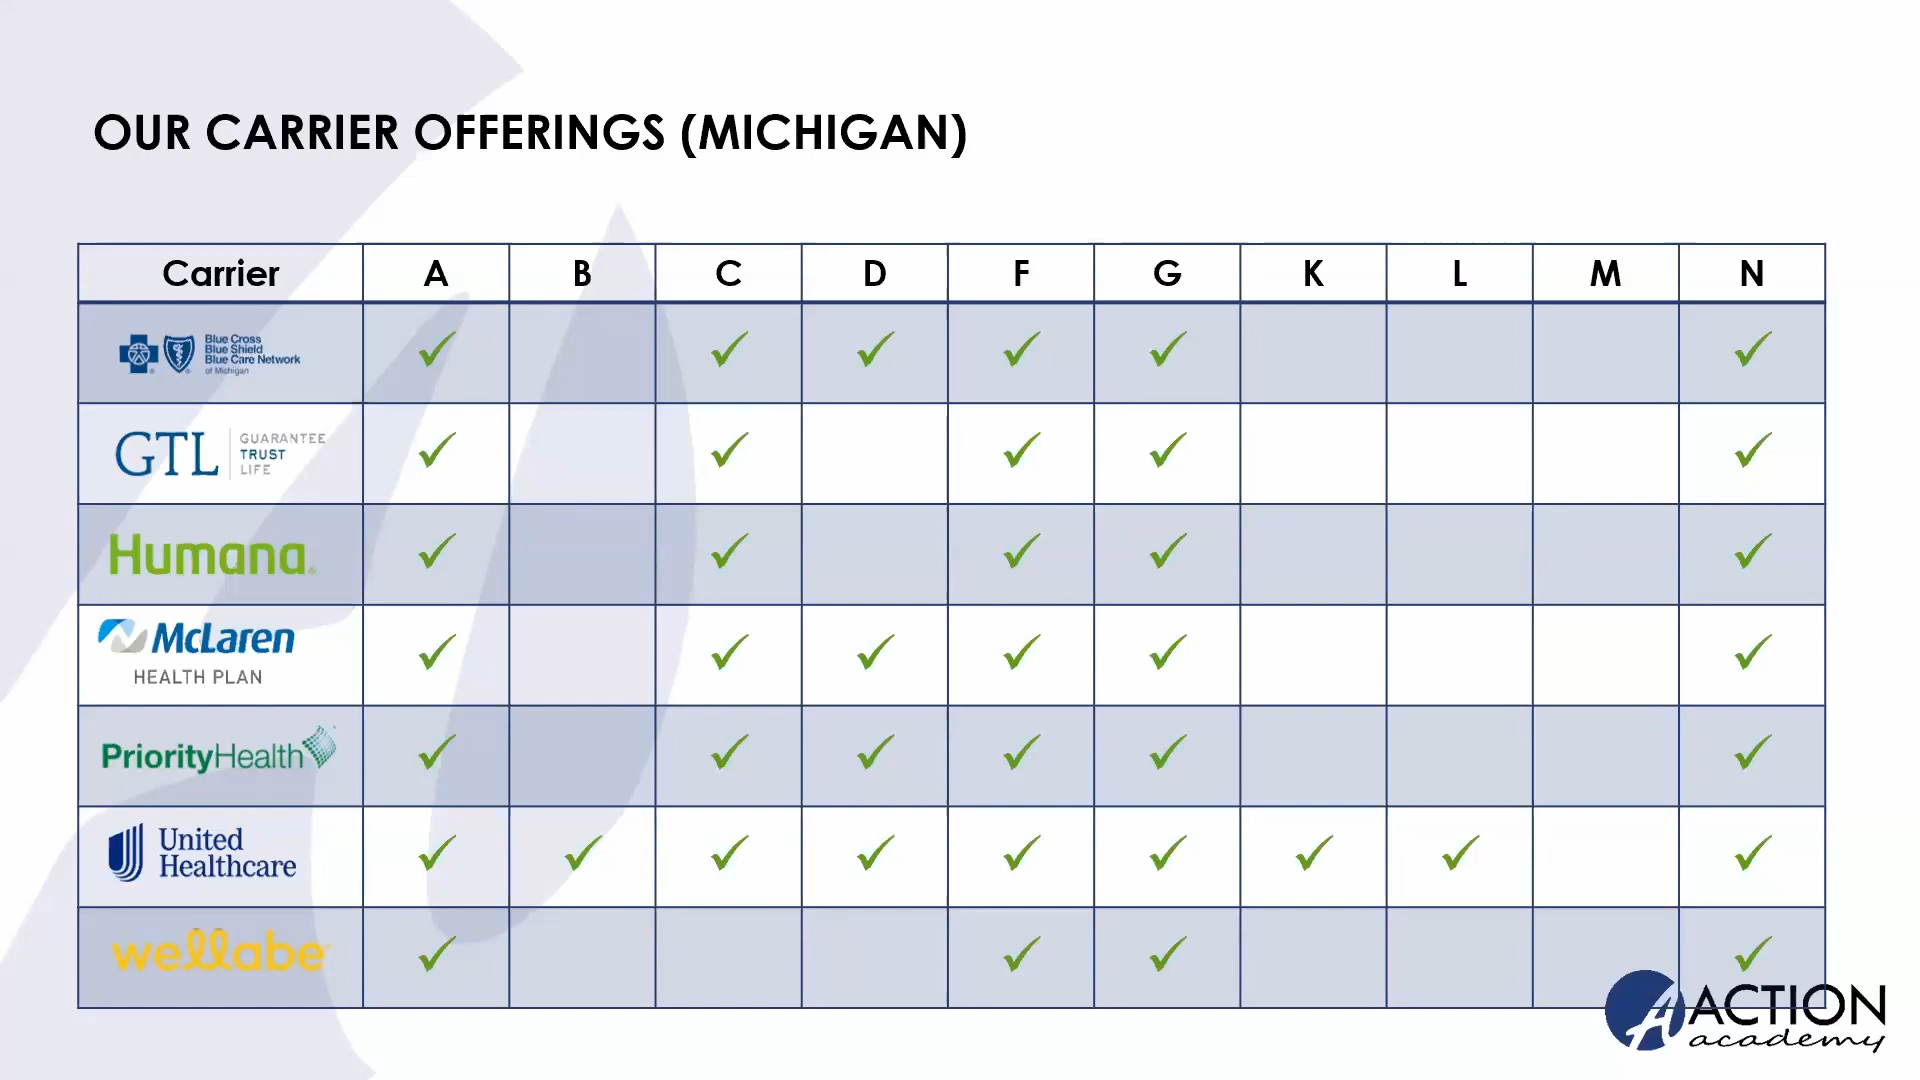 OUR CARRIER OFFERINGS (MICHIGAN)
Carrier A B C D F G K L M N
Blue Cross
Blue Shield
Blue Care Network
of Michigan
✓ ✓ ✓ ✓ ✓ ✓
GTL GUARANTEE
TRUST
LIFE
✓ ✓ ✓ ✓ ✓
Humana®
✓ ✓ ✓ ✓ ✓
McLaren
HEALTH PLAN
✓ ✓ ✓ ✓ ✓ ✓
PriorityHealth
✓ ✓ ✓ ✓ ✓ ✓
United
Healthcare
✓ ✓ ✓ ✓ ✓ ✓ ✓ ✓ ✓
wellabe
✓ ✓ ✓ ✓
ACTION
academy